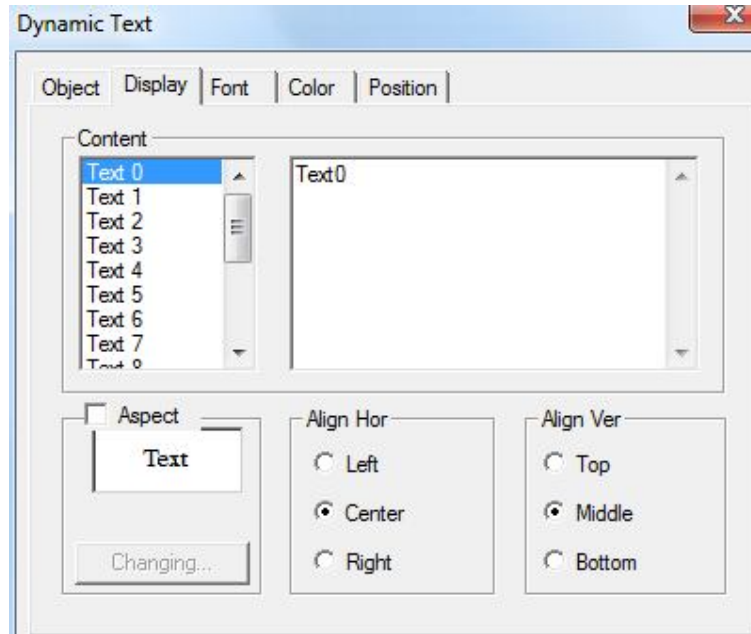 Dynamic Text
X
Object Display Font Color Position
Content
Text 0
Text 1
Text 2
Text 3
Text 4
Text 5
Text 6
Text 7
Text 8
Text0
Aspect
Text
Changing...
Align Hor
Left
Center
Right
Align Ver
Top
Middle
Bottom